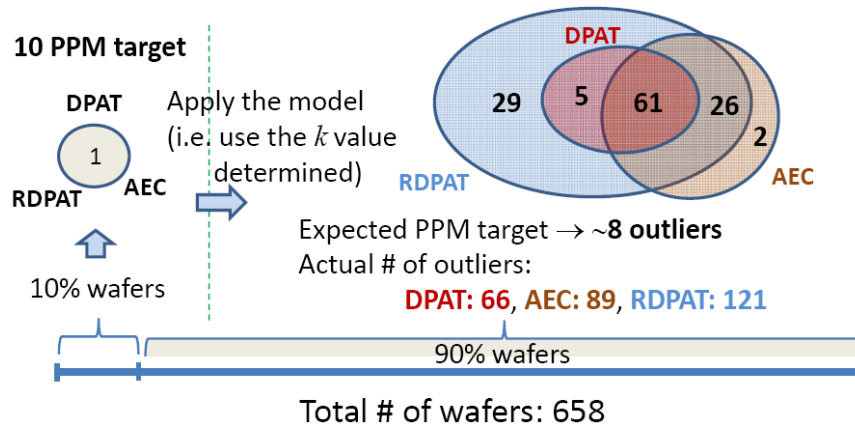 10 PPM target
DPAT
1
RDPAT
AEC
10% wafers
Apply the model
(i.e. use the k value
determined)
DPAT
29
5
61
26
2
RDPAT
AEC
Expected PPM target → ~8 outliers
Actual # of outliers:
DPAT: 66, AEC: 89, RDPAT: 121
90% wafers
Total # of wafers: 658